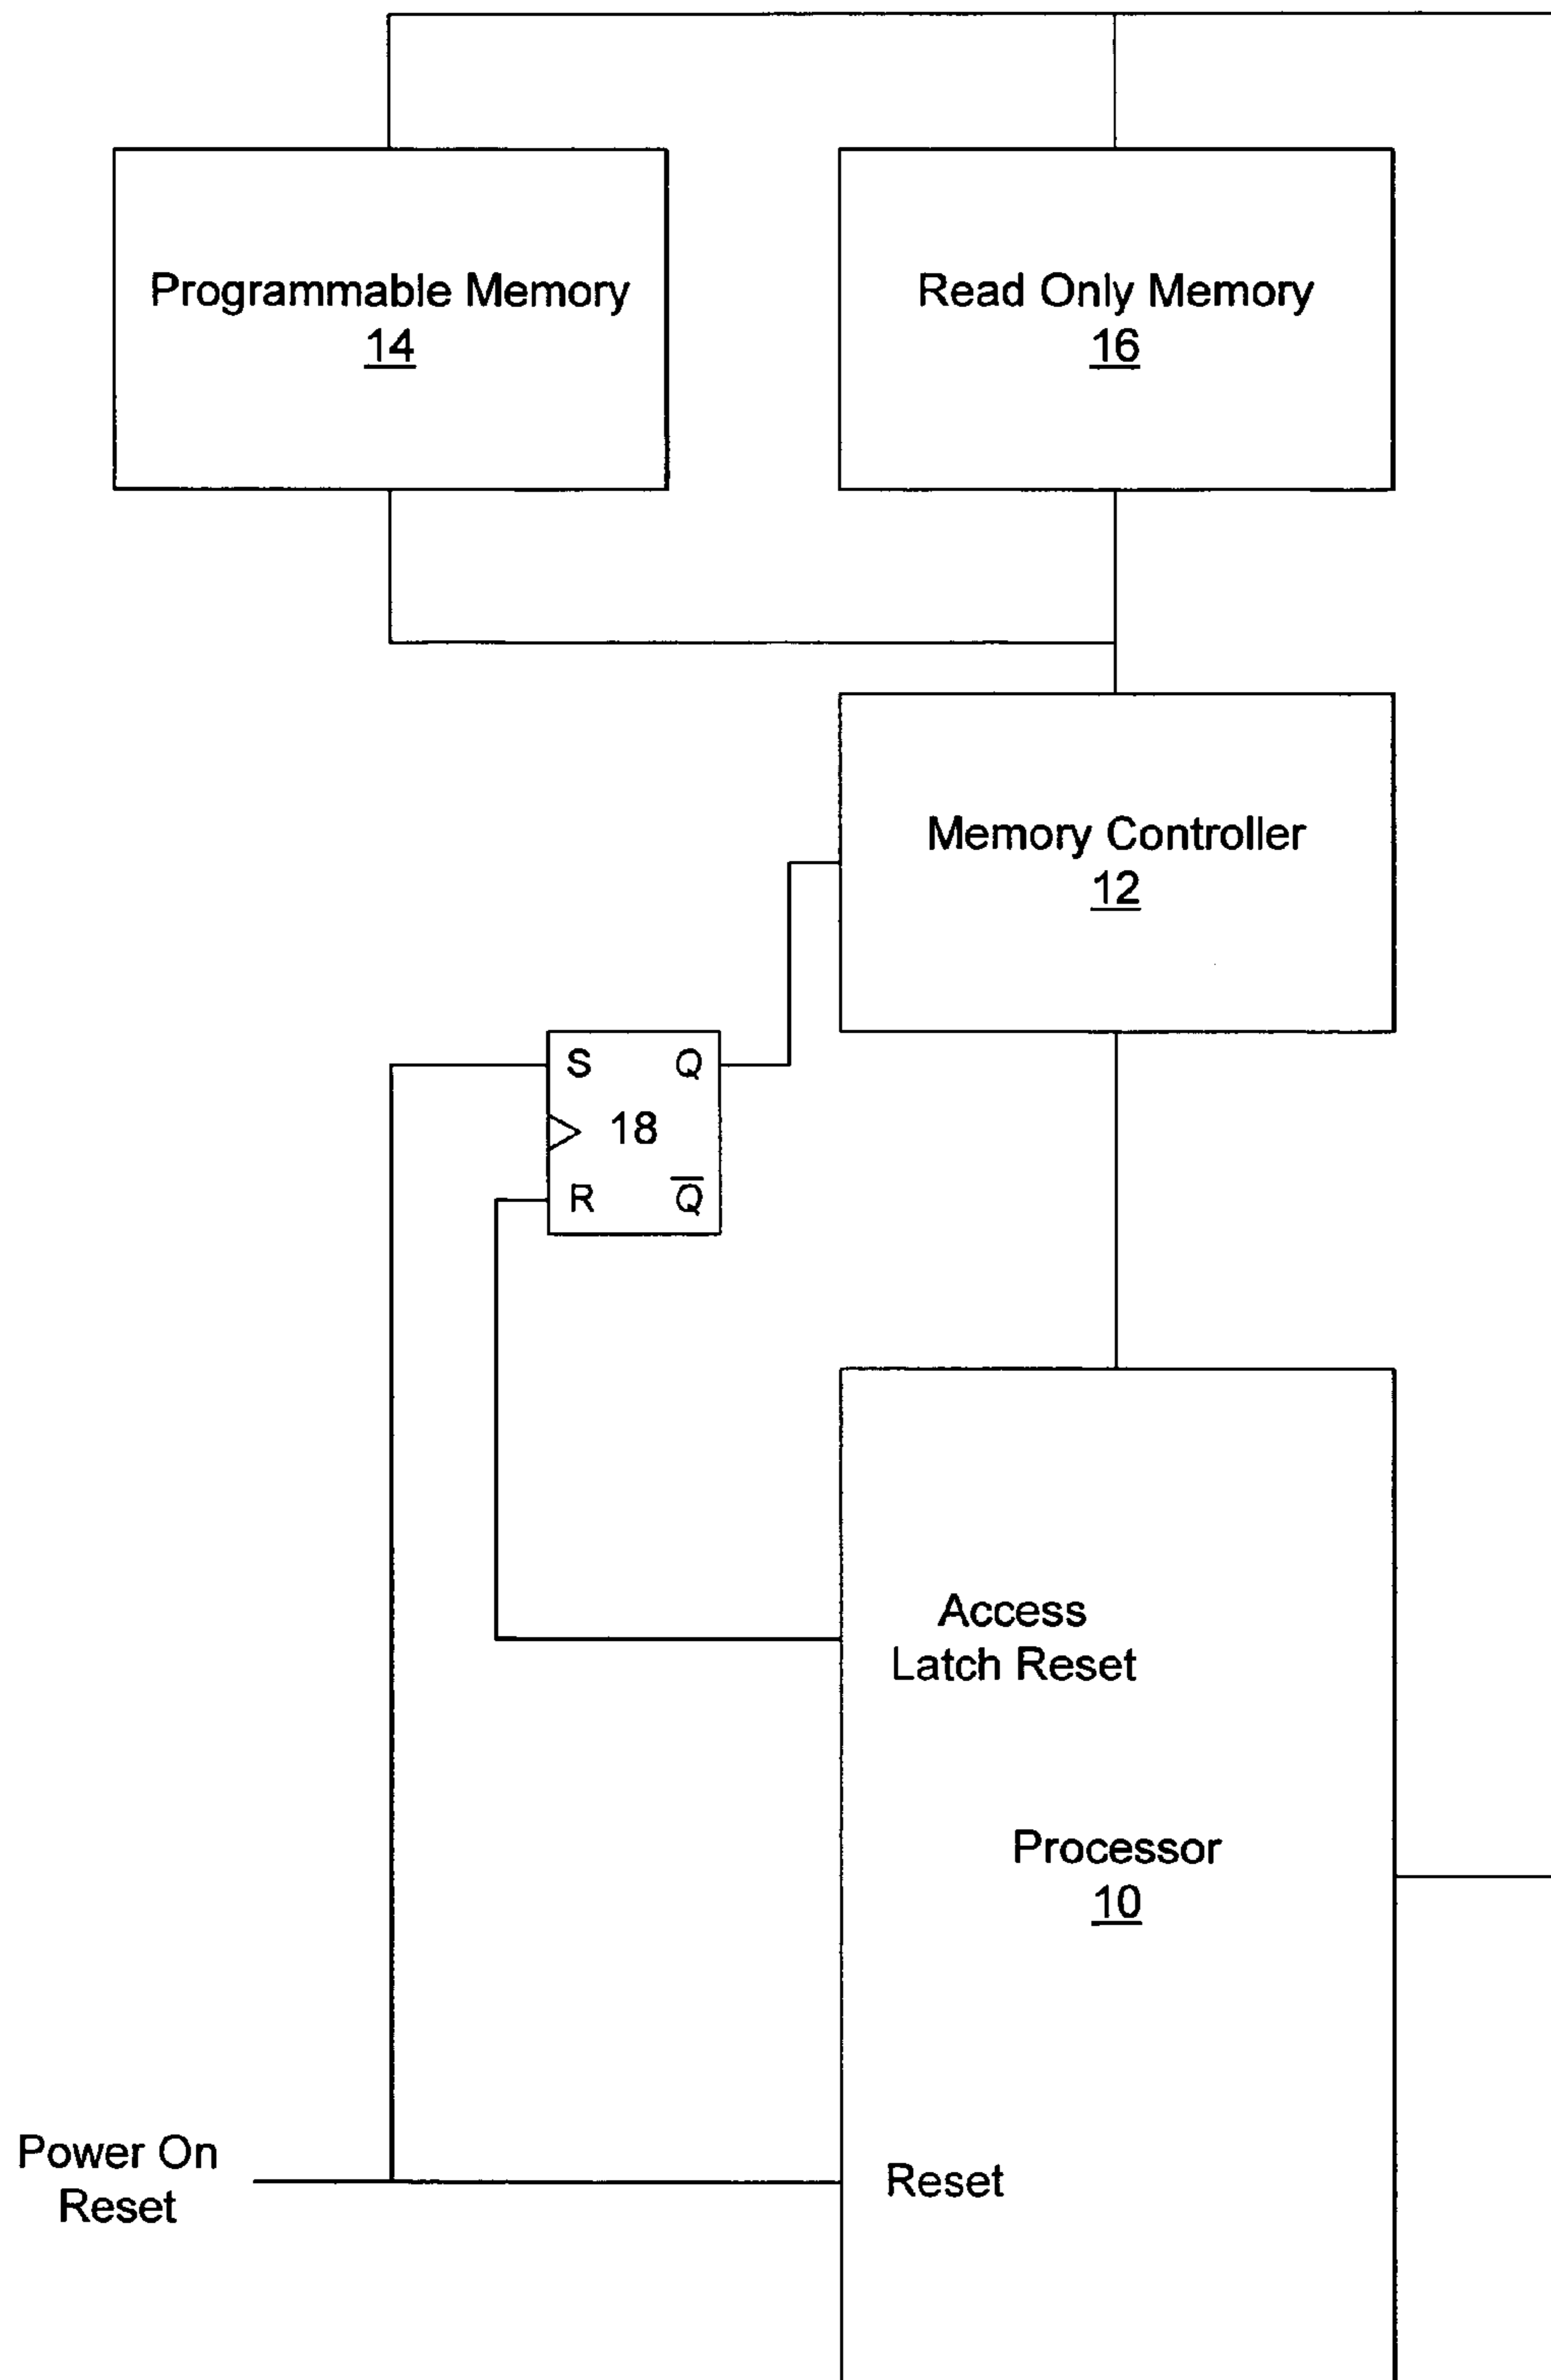 Programmable Memory
14
Read Only Memory
16
Memory Controller
12
S Q
18
R Q̅
Access
Latch Reset
Processor
10
Power On
Reset
Reset